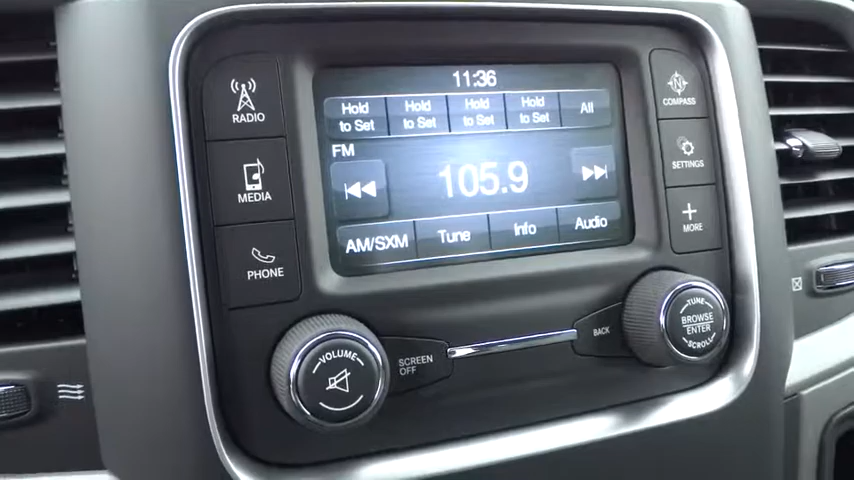 11:36
RADIO
Hold
to Set
Hold
to Set
Hold
to Set
Hold
to Set
All
N
COMPASS
FM
MEDIA
105.9
SETTINGS
AM/SXM
Tune
Info
Audio
MORE
PHONE
VOLUME
SCREEN
OFF
BACK
TUNE
BROWSE
ENTER
SCROLL